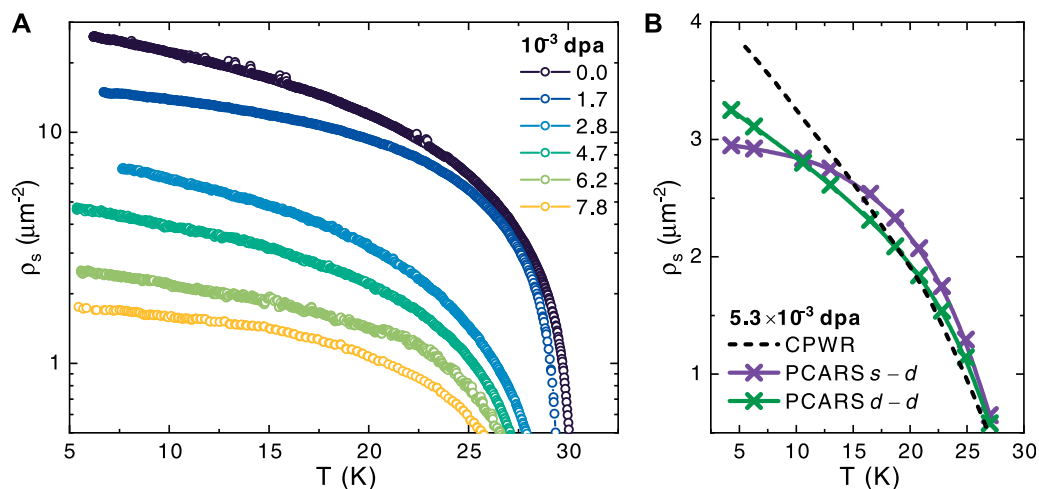 A
10⁻³ dpa
0.0
1.7
2.8
4.7
6.2
7.8
10
1
ρs (μm⁻²)
5 10 15 20 25 30
T (K)
B
4
3
2
1
ρs (μm⁻²)
5.3×10⁻³ dpa
CPWR
PCARS s – d
PCARS d – d
5 10 15 20 25 30
T (K)